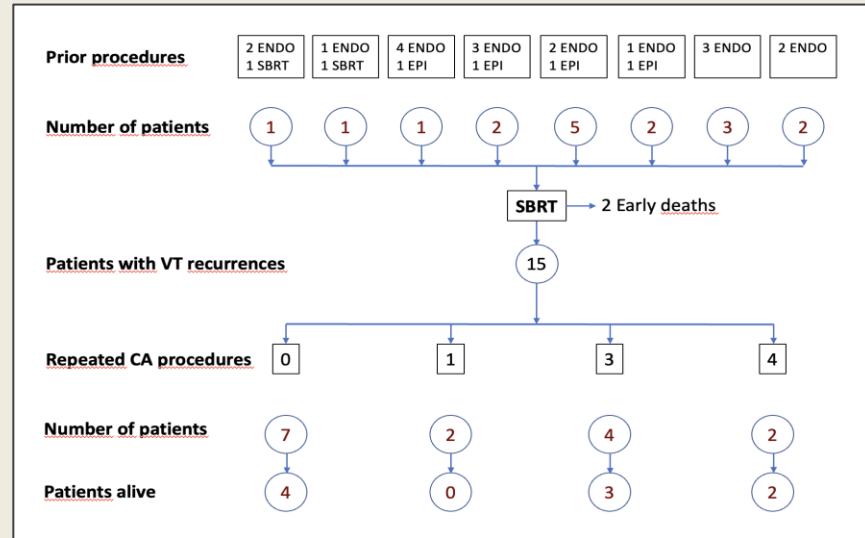 Prior procedures
2 ENDO 1 ENDO 4 ENDO 3 ENDO 2 ENDO 1 ENDO 3 ENDO 2 ENDO
1 SBRT 1 SBRT 1 EPI 1 EPI 1 EPI 1 EPI
Number of patients 1 1 1 2 5 2 3 2
SBRT 2 Early deaths
Patients with VT recurrences 15
Repeated CA procedures 0 1 3 4
Number of patients 7 2 4 2
Patients alive 4 0 3 2